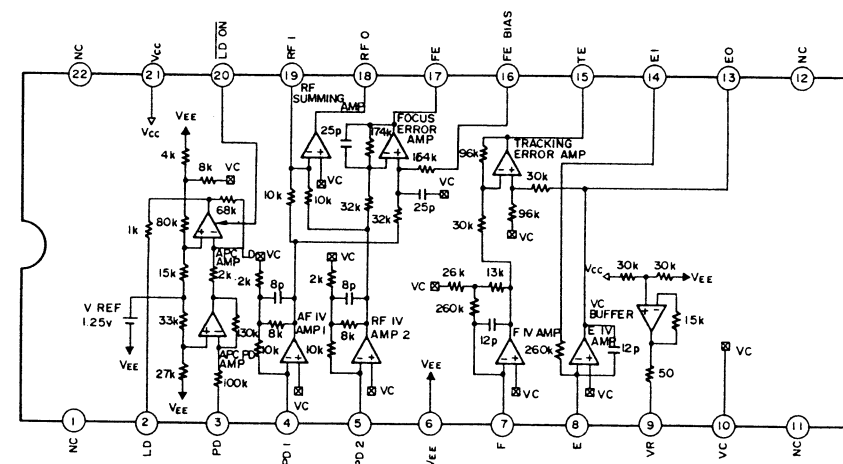 NC
Vcc
LD ON
RF I
RF O
FE
FE BIAS
TE
EI
EO
NC
22
21
20
19
18
17
16
15
14
13
12
Vcc
VEE
4k
8k
VC
68k
1k
80k
APC LD
AMP
2k
15k
V REF
1.25v
VEE
33k
130k
27k
VEE
APC PD
AMP
100k
RF
SUMMING
AMP
25p
174k
FOCUS
ERROR
AMP
VC
10k
10k
32k
32k
164k
VC
25p
VC
2k
8p
8k
10k
AF IV
AMP 1
VC
VC
2k
8p
8k
10k
RF IV
AMP 2
VC
VEE
96k
TRACKING
ERROR AMP
30k
96k
VC
30k
26k
13k
VC
260k
12p
F IV AMP
VC
260k
E IV
AMP
12p
VC
Vcc
30k
30k
VEE
VC
BUFFER
15k
50
VC
1
2
3
4
5
6
7
8
9
10
11
NC
LD
PD
PD 1
PD 2
VEE
F
E
VR
VC
NC